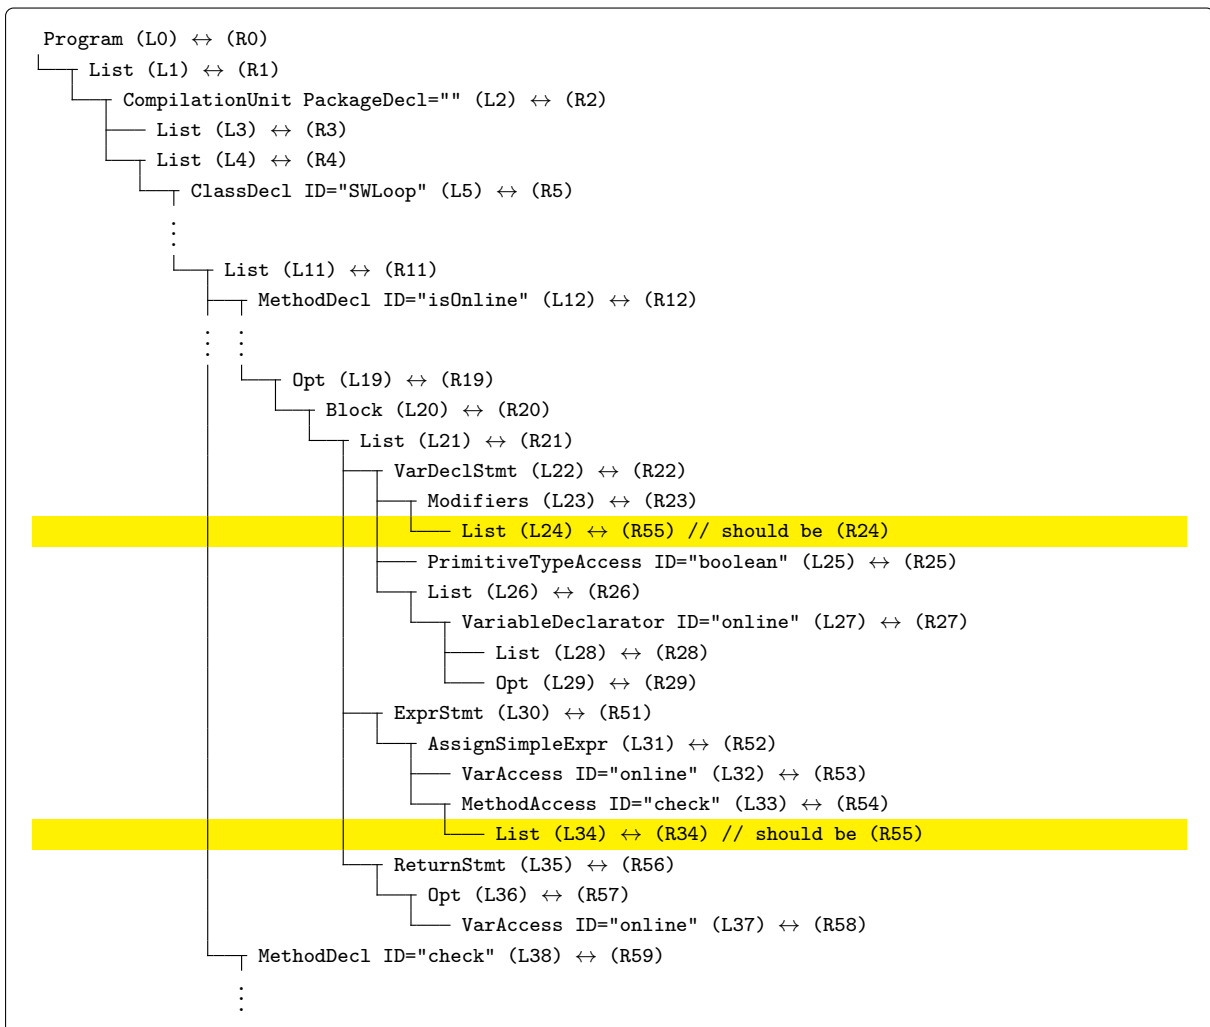 Program (L0) ↔ (R0)
List (L1) ↔ (R1)
CompilationUnit PackageDecl="" (L2) ↔ (R2)
List (L3) ↔ (R3)
List (L4) ↔ (R4)
ClassDecl ID="SWLoop" (L5) ↔ (R5)
List (L11) ↔ (R11)
MethodDecl ID="isOnline" (L12) ↔ (R12)
Opt (L19) ↔ (R19)
Block (L20) ↔ (R20)
List (L21) ↔ (R21)
VarDeclStmt (L22) ↔ (R22)
Modifiers (L23) ↔ (R23)
List (L24) ↔ (R55) // should be (R24)
PrimitiveTypeAccess ID="boolean" (L25) ↔ (R25)
List (L26) ↔ (R26)
VariableDeclarator ID="online" (L27) ↔ (R27)
List (L28) ↔ (R28)
Opt (L29) ↔ (R29)
ExprStmt (L30) ↔ (R51)
AssignSimpleExpr (L31) ↔ (R52)
VarAccess ID="online" (L32) ↔ (R53)
MethodAccess ID="check" (L33) ↔ (R54)
List (L34) ↔ (R34) // should be (R55)
ReturnStmt (L35) ↔ (R56)
Opt (L36) ↔ (R57)
VarAccess ID="online" (L37) ↔ (R58)
MethodDecl ID="check" (L38) ↔ (R59)